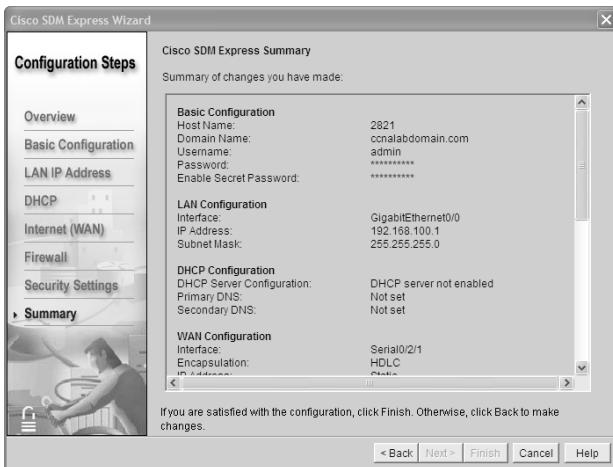 Cisco SDM Express Wizard
Configuration Steps
Overview
Basic Configuration
LAN IP Address
DHCP
Internet (WAN)
Firewall
Security Settings
Summary
Cisco SDM Express Summary
Summary of changes you have made:
Basic Configuration
Host Name: 2821
Domain Name: ccnalabdomain.com
Username: admin
Password: **********
Enable Secret Password: **********
LAN Configuration
Interface: GigabitEthernet0/0
IP Address: 192.168.100.1
Subnet Mask: 255.255.255.0
DHCP Configuration
DHCP Server Configuration: DHCP server not enabled
Primary DNS: Not set
Secondary DNS: Not set
WAN Configuration
Interface: Serial0/2/1
Encapsulation: HDLC
IP Address: Static
If you are satisfied with the configuration, click Finish. Otherwise, click Back to make
changes.
< Back Next > Finish Cancel Help